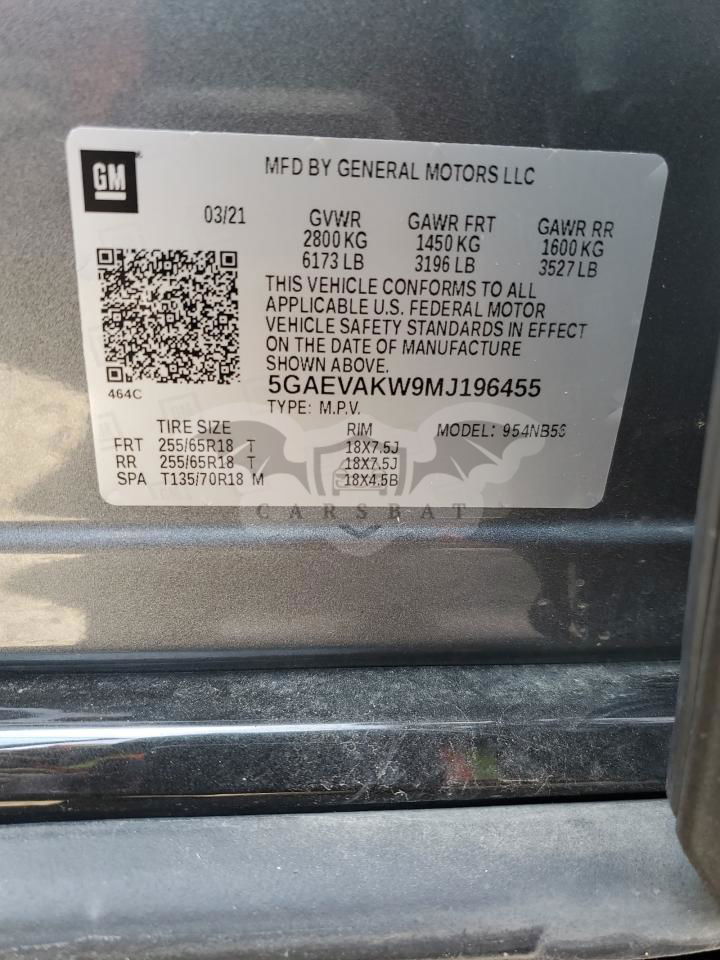 GM
MFD BY GENERAL MOTORS LLC
03/21 GVWR GAWR FRT GAWR RR
2800 KG 1450 KG 1600 KG
6173 LB 3196 LB 3527 LB
THIS VEHICLE CONFORMS TO ALL
APPLICABLE U.S. FEDERAL MOTOR
VEHICLE SAFETY STANDARDS IN EFFECT
ON THE DATE OF MANUFACTURE
SHOWN ABOVE.
464C
5GAEVAKW9MJ196455
TYPE: M.P.V.
TIRE SIZE RIM MODEL:
FRT 255/65R18 T 18X7.5J
RR 255/65R18 T 18X7.5J
SPA T135/70R18 M 18X4.5B
CARSBAT